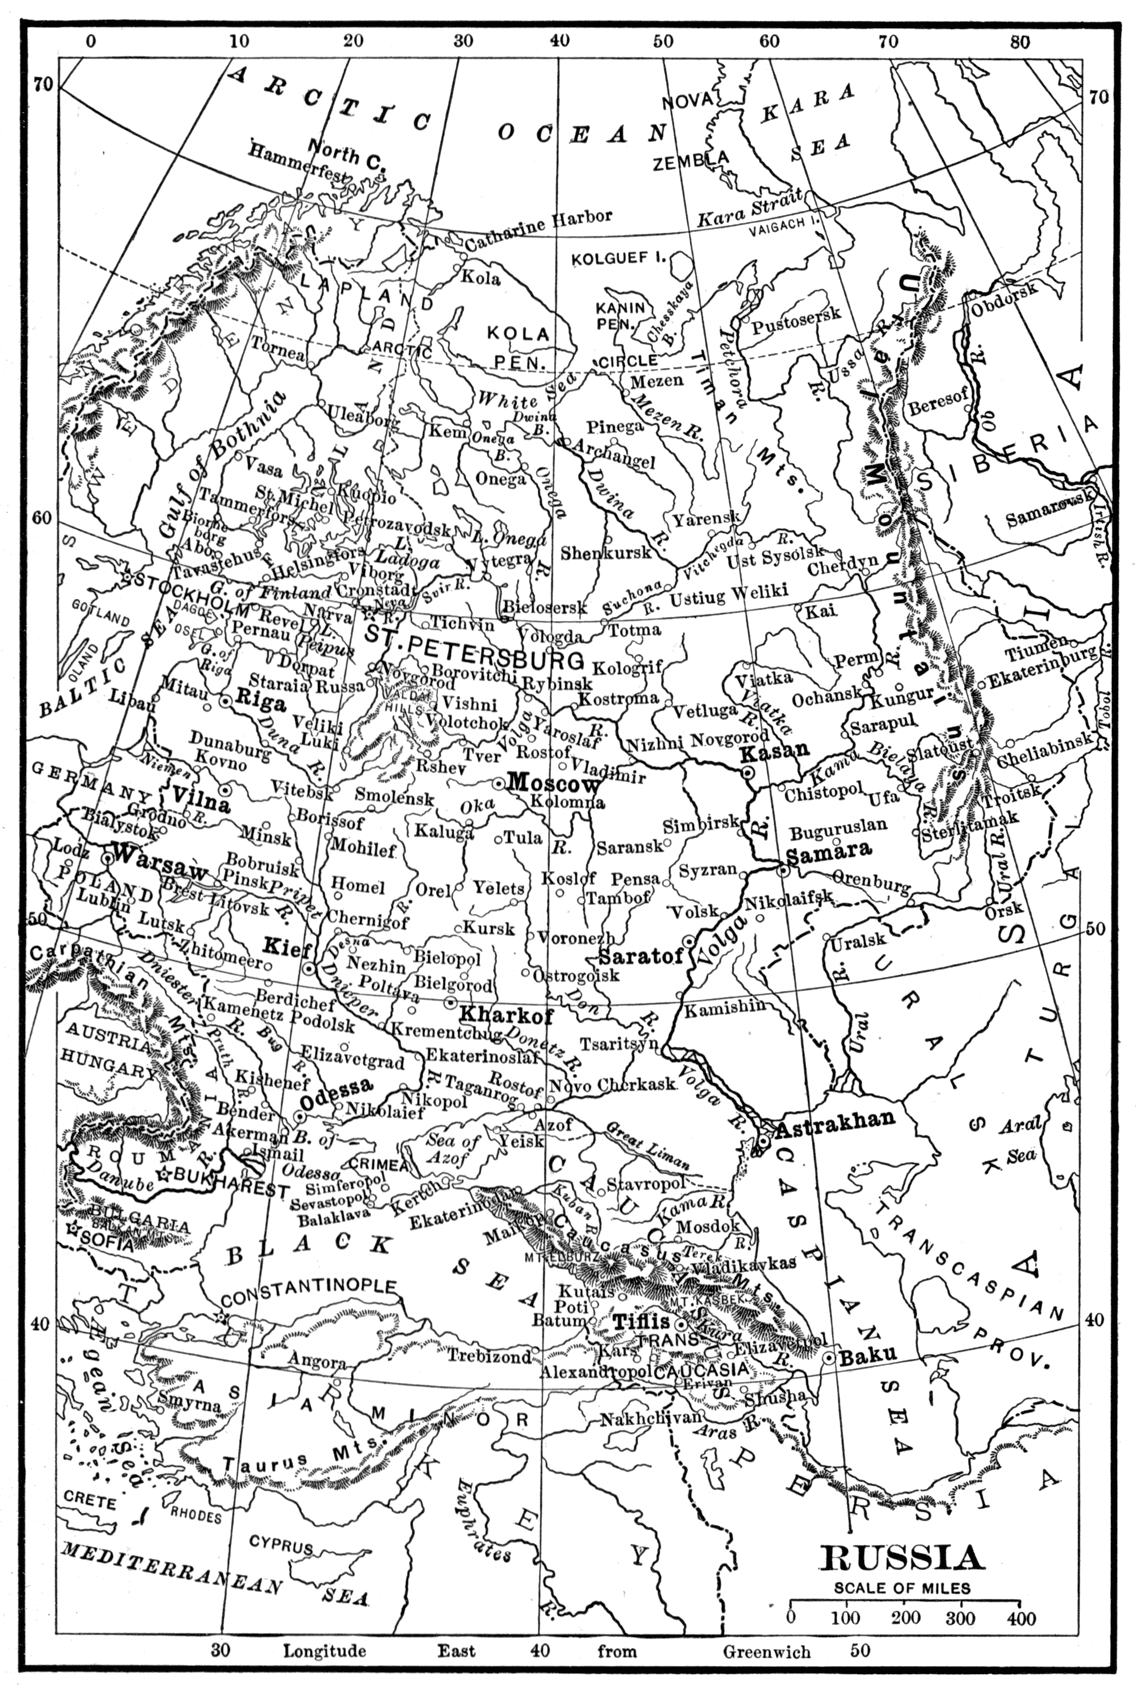 0 10 20 30 40 50 60 70 80
70
70
ARCTIC OCEAN
NOVA
ZEMBLA
KARA
SEA
North C.
Hammerfest
Catharine Harbor
Kara Strait
VAIGACH I.
Kola
KOLGUEF I.
LAPLAND
KANIN
PEN.
Chesskaya
B.
Pustosersk
Obdorsk
KOLA
PEN.
ARCTIC
CIRCLE
Tornea
White Sea
Mezen
Petchora
R.
Ussa R.
Timan Mts.
Ural Mountains
Beresof
Ob R.
SIBERIA
Gulf of Bothnia
Uleaborg
Kem
Onega
B.
Dwina
B.
Mezen R.
Pinega
Archangel
Vasa
Onega
Onega
R.
Dwina
R.
SWEDEN
FINLAND
Tammerfors
St. Michel
Kuopio
Petrozavodsk
L. Onega
Yarensk
Samarowsk
Irtish R.
60
60
Biorne-
borg
Abo
Tavastehus
Helsingfors
L.
Ladoga
Vytegra
Shenkursk
Vitchegda R.
Ust Sysolsk
Cherdyn
Viborg
STOCKHOLM
G. of Finland
Cronstadt
Neva
R.
Svir R.
Bielosersk
Suchona
R.
Ustiug Weliki
Kai
GOTLAND
OLAND
DAGOE
OSEL
Revel
Narva
L.
Peipus
Pernau
ST. PETERSBURG
Tichvin
Vologda
Totma
Tiumen
BALTIC SEA
G. of
Riga
Dorpat
Novgorod
Borovitchi
Rybinsk
Kologrif
Viatka
Perm
Ekaterinburg
Libau
Mitau
Riga
Staraia Russa
VALDAI
HILLS
Vishni
Volotchok
Kostroma
Vetluga
Viatka
R.
Ochansk
Kungur
Tobol
R.
Duna R.
Veliki
Luki
Volga
Yaroslaf
R.
Sarapul
Dunaburg
Kovno
Niemen
R.
Tver
Rostof
Nizhni Novgorod
Kasan
Kama
Bielaya
R.
Slatoust
Cheliabinsk
GERMANY
Vilna
Rshev
Moscow
Vladimir
Chistopol
Ufa
Troitsk
Grodno
Vitebsk
Smolensk
Oka
R.
Kolomna
Bialystok
Minsk
Borissof
Mohilef
Kaluga
Tula
Saransk
Simbirsk
Buguruslan
Sterlitamak
Lodz
Warsaw
Bobruisk
Samara
POLAND
Pinsk
Pripet
R.
Homel
Orel
Yelets
Koslof
Pensa
Syzran
Orenburg
Ural R.
Brest Litovsk
Lublin
Lutsk
Chernigof
R.
Tambof
Volsk
Nikolaifsk
Orsk
50
50
Kursk
Voronezh
Saratof
Volga
R.
Uralsk
Carpathian Mts.
Zhitomeer
Kief
Desna
Nezhin
Bielopol
Ostrogoisk
URALSK
Dniester
R.
Berdichef
Dnieper
Poltava
Bielgorod
Don
R.
Kamishin
Kamenetz Podolsk
Kharkof
AUSTRIA
HUNGARY
Bug
R.
Krementchug
Donetz R.
Tsaritsyn
Ural
R.
Pruth
R.
Elizavetgrad
Ekaterinoslaf
Kishenef
Odessa
R.
Taganrog
Rostof
Novo Cherkask
Volga
R.
Bender
Nikolaief
Nikopol
Akerman
B. of
Odessa
Azof
Yeisk
Astrakhan
ROUMANIA
Ismail
Sea of
Azof
Great Liman
Aral
Sea
Danube
R.
BUKHAREST
CRIMEA
Simferopol
Sevastopol
Balaklava
Kertch
Stavropol
BULGARIA
BALKAN MTS.
SOFIA
Ekaterinodar
Maikop
Kuban R.
Kama R.
Mosdok
Terek
R.
CAUCASUS
Caucasus Mts.
MT. ELBURZ
Vladikavkas
TRANSCASPIAN PROV.
BLACK SEA
CASPIAN SEA
CONSTANTINOPLE
Kutais
Poti
Batum
MT. KASBEK
Tiflis
Kura
R.
40
40
TRANS
CAUCASIA
Kars
Elizavetpol
Baku
Angora
Trebizond
Alexandropol
Erivan
Shusha
Aegean Sea
Smyrna
ASIA MINOR
Nakhchivan
Aras R.
Taurus Mts.
TURKEY
PERSIA
CRETE
RHODES
CYPRUS
Euphrates
R.
MEDITERRANEAN SEA
RUSSIA
SCALE OF MILES
0 100 200 300 400
30 Longitude East 40 from Greenwich 50